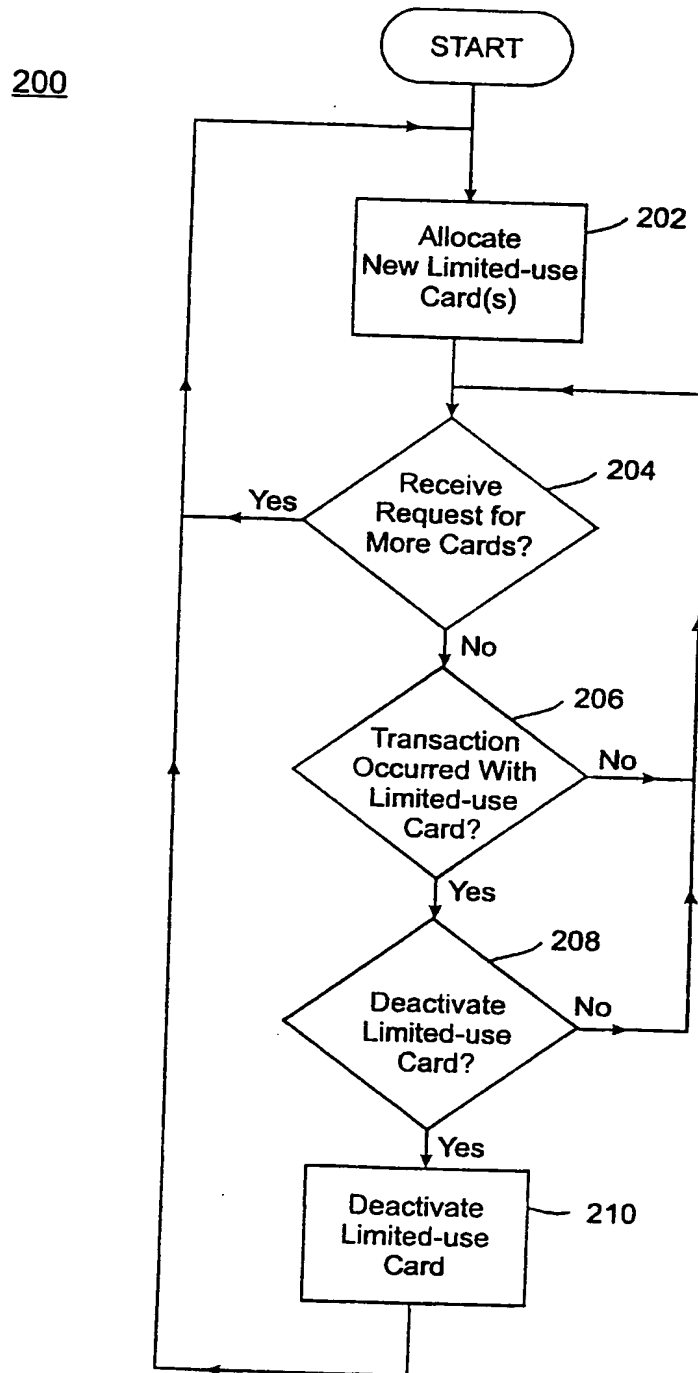 START
200
202
Allocate
New Limited-use
Card(s)
204
Yes
Receive
Request for
More Cards?
No
206
Transaction
Occurred With
Limited-use
Card?
No
Yes
208
Deactivate
Limited-use
Card?
No
Yes
Deactivate
Limited-use
Card
210